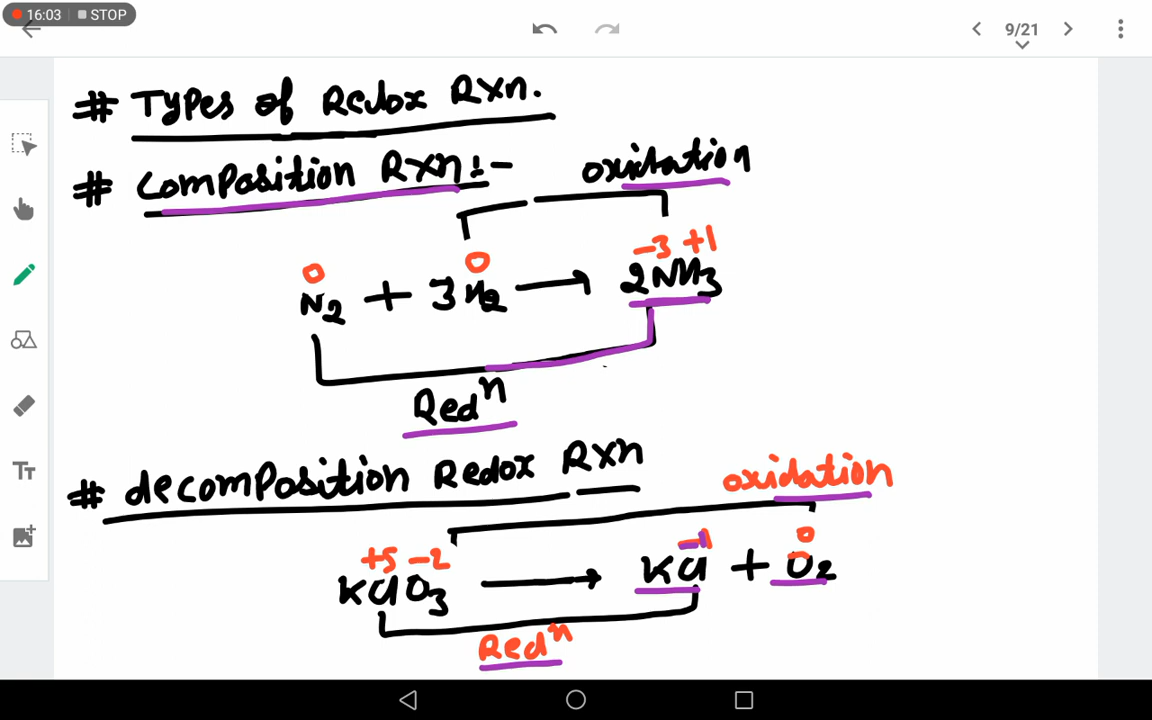 16:03 STOP
9/21
# Types of Redox Rxn.
# Composition Rxn:-
oxidation
0 0 -3 +1
N2 + 3H2 → 2NH3
Redn
# decomposition Redox Rxn
oxidation
+5 -2 -1 0
KClO3 → KCl + O2
Redn
TT